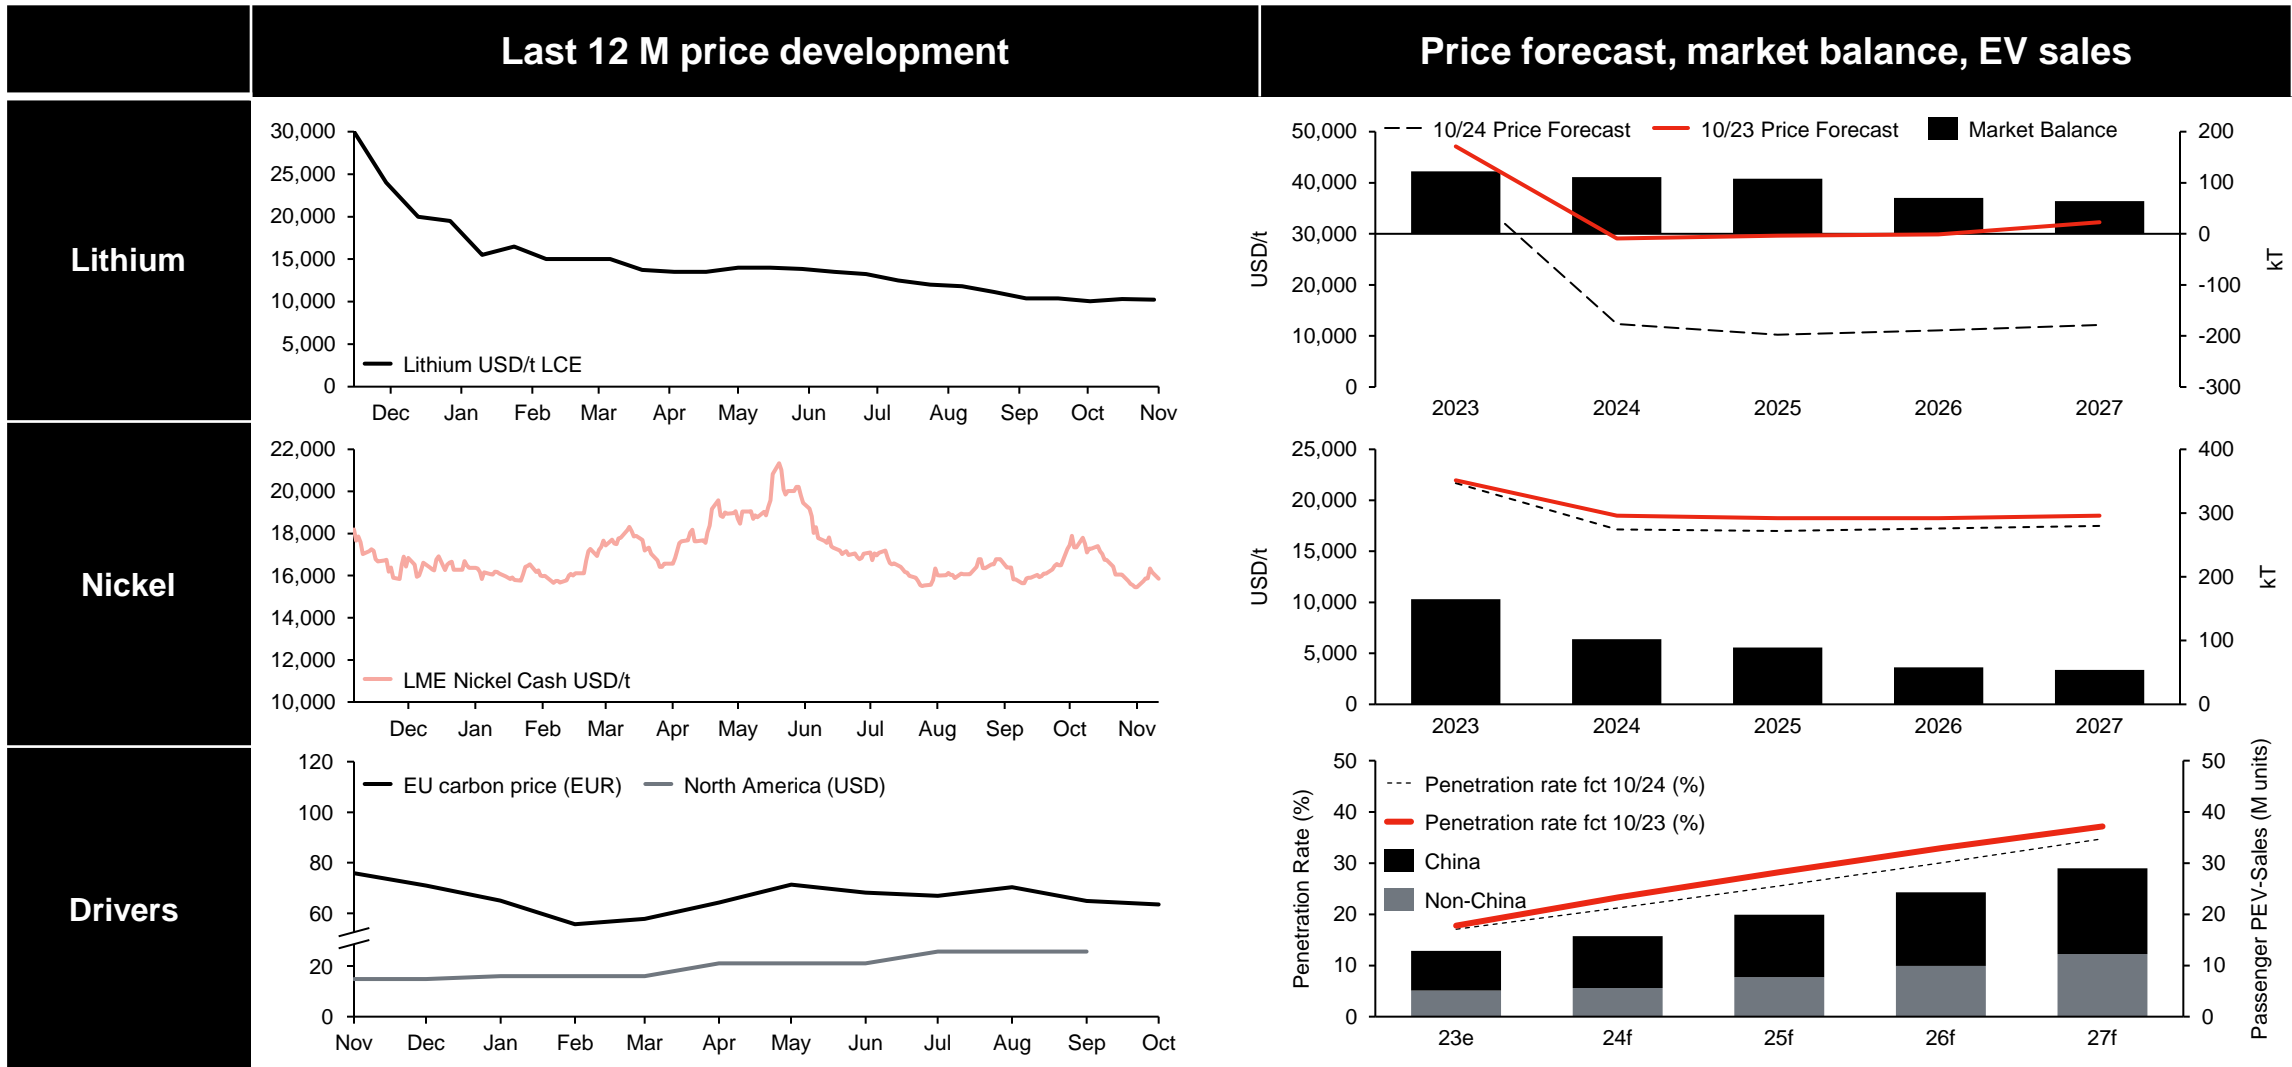 Last 12 M price development
Price forecast, market balance, EV sales
Lithium
30,000
25,000
20,000
15,000
10,000
5,000
0
Lithium USD/t LCE
Dec Jan Feb Mar Apr May Jun Jul Aug Sep Oct Nov
50,000
40,000
30,000
20,000
10,000
0
USD/t
10/24 Price Forecast 10/23 Price Forecast Market Balance
200
100
0
-100
-200
-300
kT
2023 2024 2025 2026 2027
Nickel
22,000
20,000
18,000
16,000
14,000
12,000
10,000
LME Nickel Cash USD/t
Dec Jan Feb Mar Apr May Jun Jul Aug Sep Oct Nov
25,000
20,000
15,000
10,000
5,000
0
USD/t
400
300
200
100
0
kT
2023 2024 2025 2026 2027
Drivers
120
100
80
60
20
0
EU carbon price (EUR) North America (USD)
Nov Dec Jan Feb Mar Apr May Jun Jul Aug Sep Oct
50
40
30
20
10
0
Penetration Rate (%)
Penetration rate fct 10/24 (%)
Penetration rate fct 10/23 (%)
China
Non-China
50
40
30
20
10
0
Passenger PEV-Sales (M units)
23e 24f 25f 26f 27f